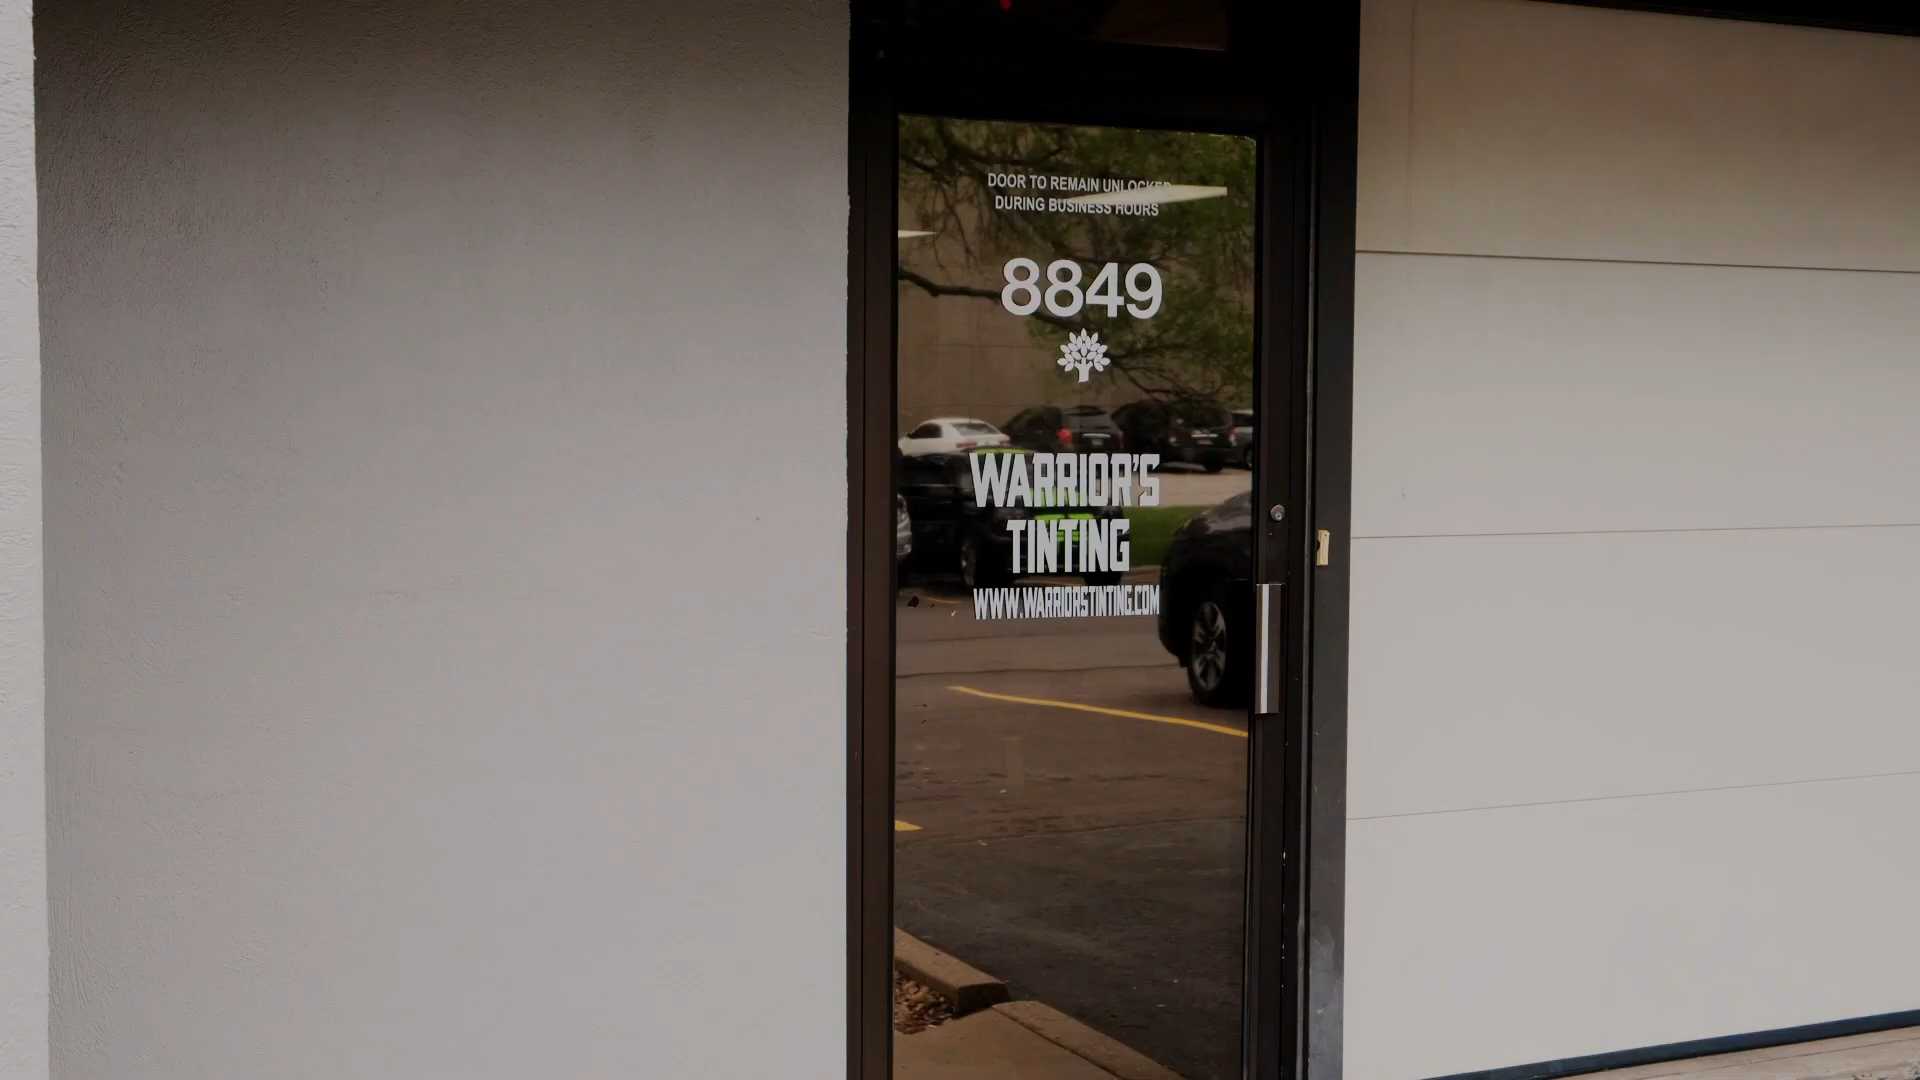 DOOR TO REMAIN UNLOCKED
DURING BUSINESS HOURS
8849
WARRIOR'S
TINTING
WWW.WARRIORSTINTING.COM